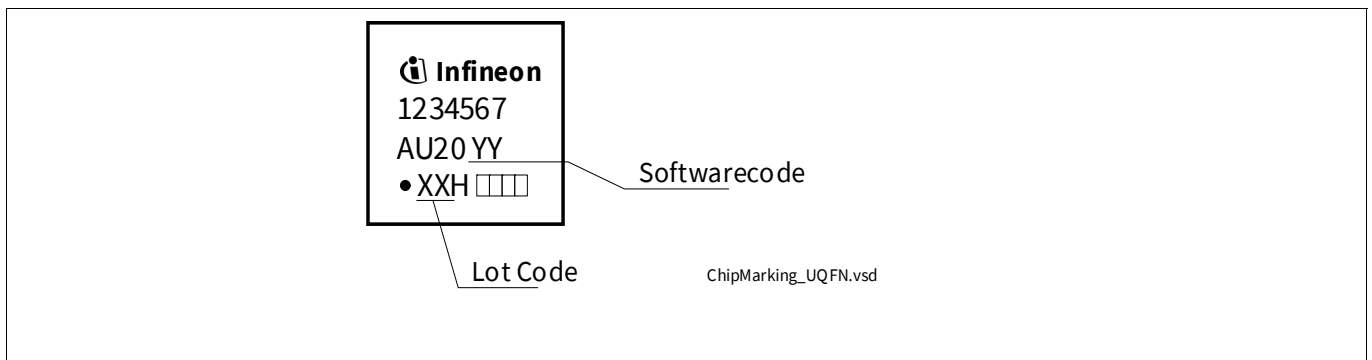 Infineon
1234567
AU20 YY
Softwarecode
•XXH
Lot Code
ChipMarking_UQFN.vsd